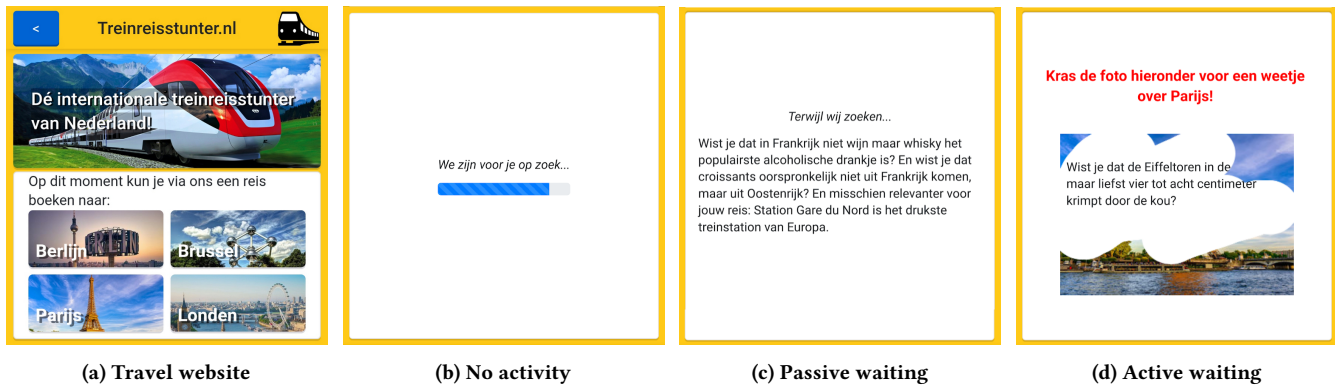 <
Treinreisstunter.nl
Dé internationale treinreisstunter
van Nederland!
Op dit moment kun je via ons een reis
boeken naar:
Berlijn
Brussel
Parijs
Londen
We zijn voor je op zoek...
Terwijl wij zoeken...
Wist je dat in Frankrijk niet wijn maar whisky het
populairste alcoholische drankje is? En wist je dat
croissants oorspronkelijk niet uit Frankrijk komen,
maar uit Oostenrijk? En misschien relevanter voor
jouw reis: Station Gare du Nord is het drukste
treinstation van Europa.
Kras de foto hieronder voor een weetje
over Parijs!
Wist je dat de Eiffeltoren in de
maar liefst vier tot acht centimeter
krimpt door de kou?
(a) Travel website
(b) No activity
(c) Passive waiting
(d) Active waiting